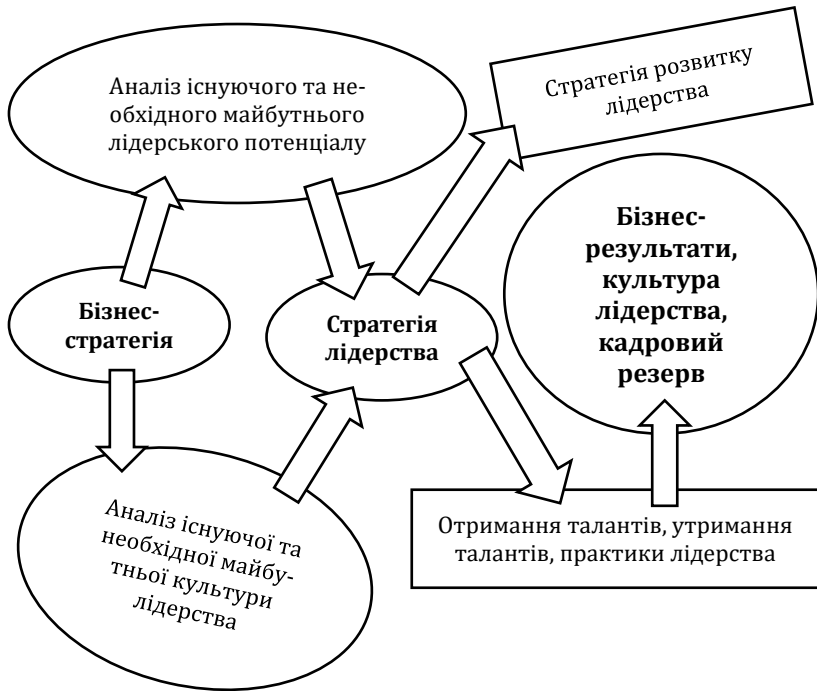 Аналіз існуючого та не-
обхідного майбутнього
лідерського потенціалу
Стратегія розвитку
лідерства
Бізнес-
стратегія
Стратегія
лідерства
Бізнес-
результати,
культура
лідерства,
кадровий
резерв
Аналіз існуючої та
необхідної майбу-
тньої культури
лідерства
Отримання талантів, утримання
талантів, практики лідерства